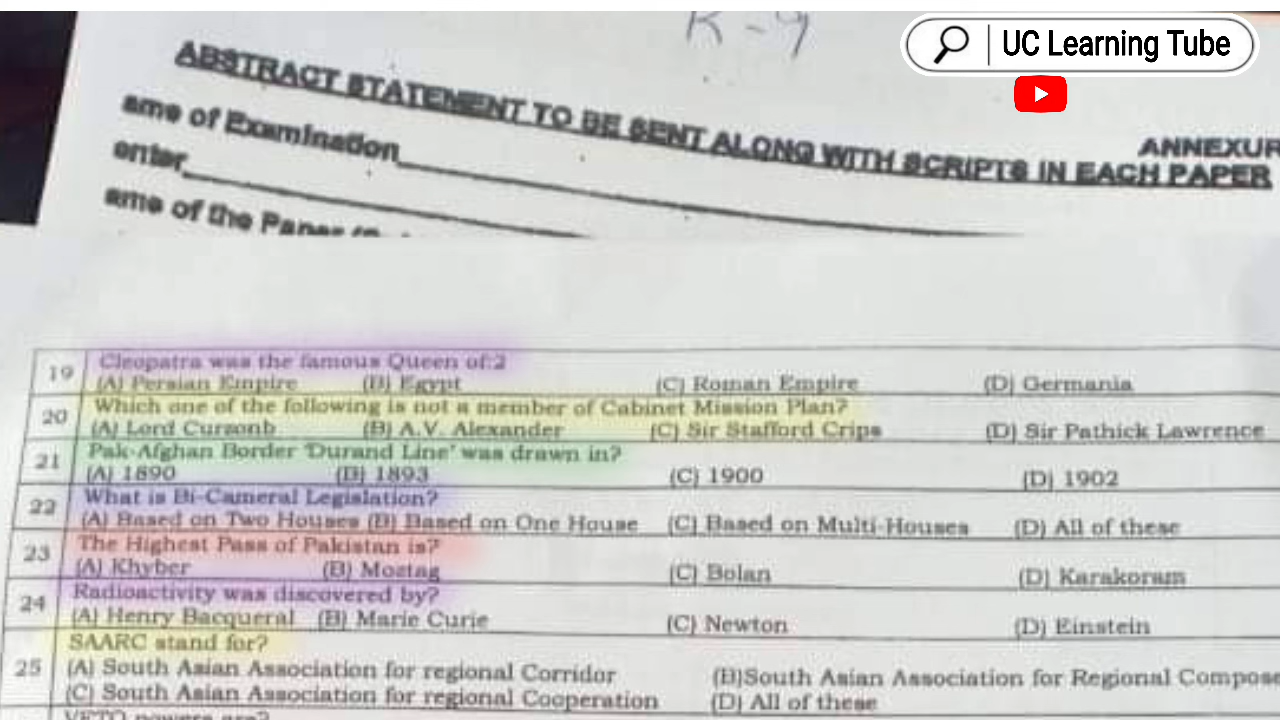 R-9
UC Learning Tube
ABSTRACT STATEMENT TO BE SENT ALONG WITH SCRIPTS IN EACH PAPER
ANNEXUR
ame of Examination
enter
ame of the Paper
19 Cleopatra was the famous Queen of:2
(A) Persian Empire (B) Egypt (C) Roman Empire (D) Germania
20 Which one of the following is not a member of Cabinet Mission Plan?
(A) Lord Cursonb (B) A.V. Alexander (C) Sir Stafford Crips (D) Sir Pathick Lawrence
21 Pak-Afghan Border 'Durand Line' was drawn in?
(A) 1890 (B) 1893 (C) 1900 (D) 1902
22 What is Bi-Cameral Legislation?
(A) Based on Two Houses (B) Based on One House (C) Based on Multi-Houses (D) All of these
23 The Highest Pass of Pakistan is?
(A) Khyber (B) Moztag (C) Bolan (D) Karakoram
24 Radioactivity was discovered by?
(A) Henry Bacqueral (B) Marie Curie (C) Newton (D) Einstein
SAARC stand for?
25 (A) South Asian Association for regional Corridor (B)South Asian Association for Regional Compose
(C) South Asian Association for regional Cooperation (D) All of these
VETO powers are?